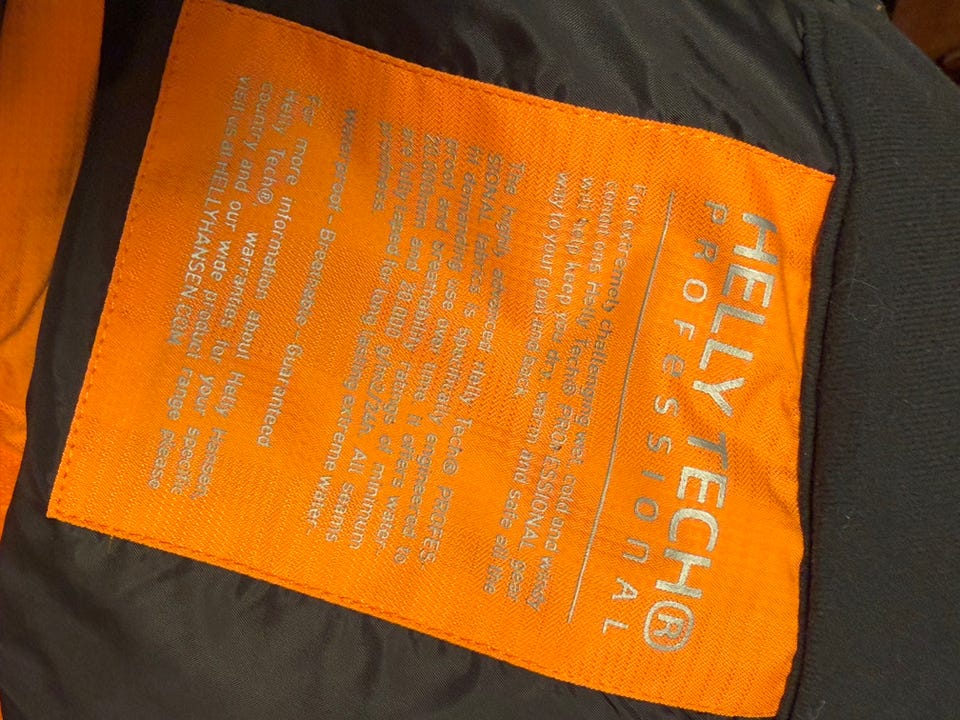 HELLY TECH®
PROFESSIONAL
For extremely challenging wet, cold and windy
conditions Helly Tech® PROFESSIONAL gear
will help keep you dry, warm and safe all the
way to your goal and back.
The highly advanced Helly Tech® PROFES-
SIONAL fabric is specifically engineered to
in demanding use over time. It offers water-
proof and breathability ratings of minimum
20.000mm and 20.000 g/m2/24h. All seams
are fully taped for long lasting extreme water-
proofness.
Waterproof - Breathable - Guaranteed
For more information about Helly Hansen,
Helly Tech® warranties for your specific
country and our wide product range please
visit us at HELLYHANSEN.COM